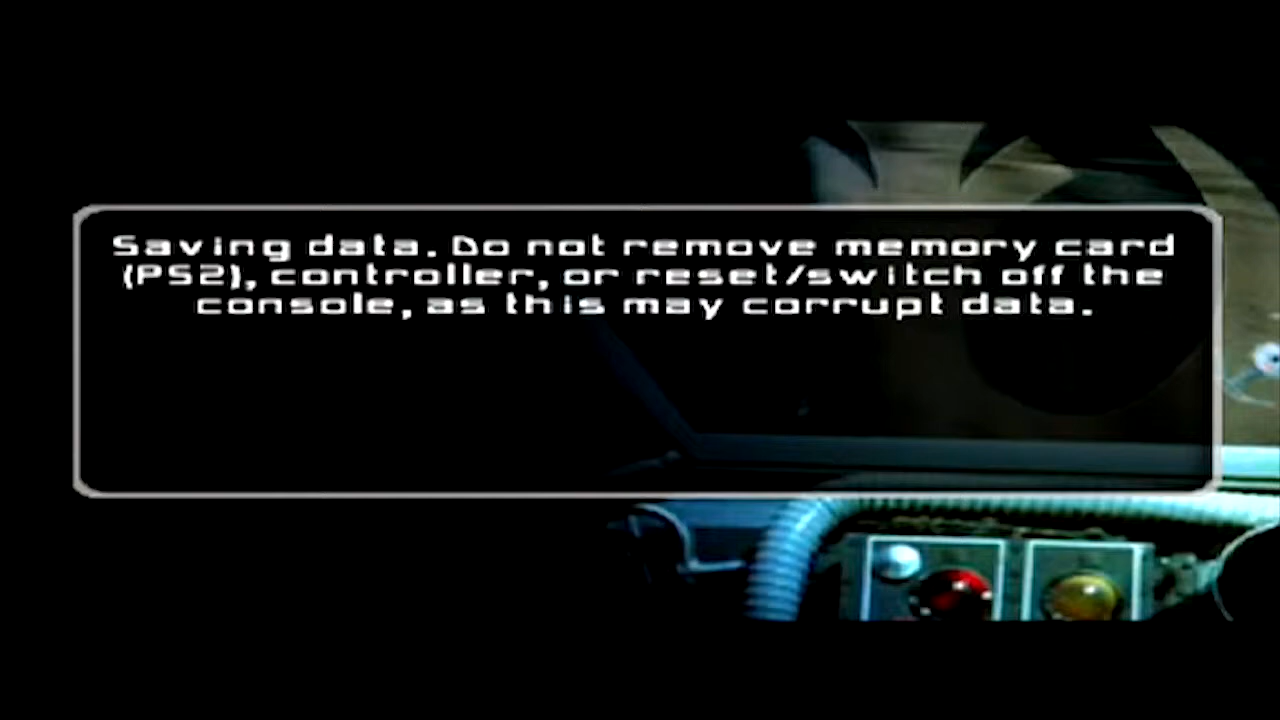 Saving data. Do not remove memory card
(PS2), controller, or reset/switch off the
console, as this may corrupt data.